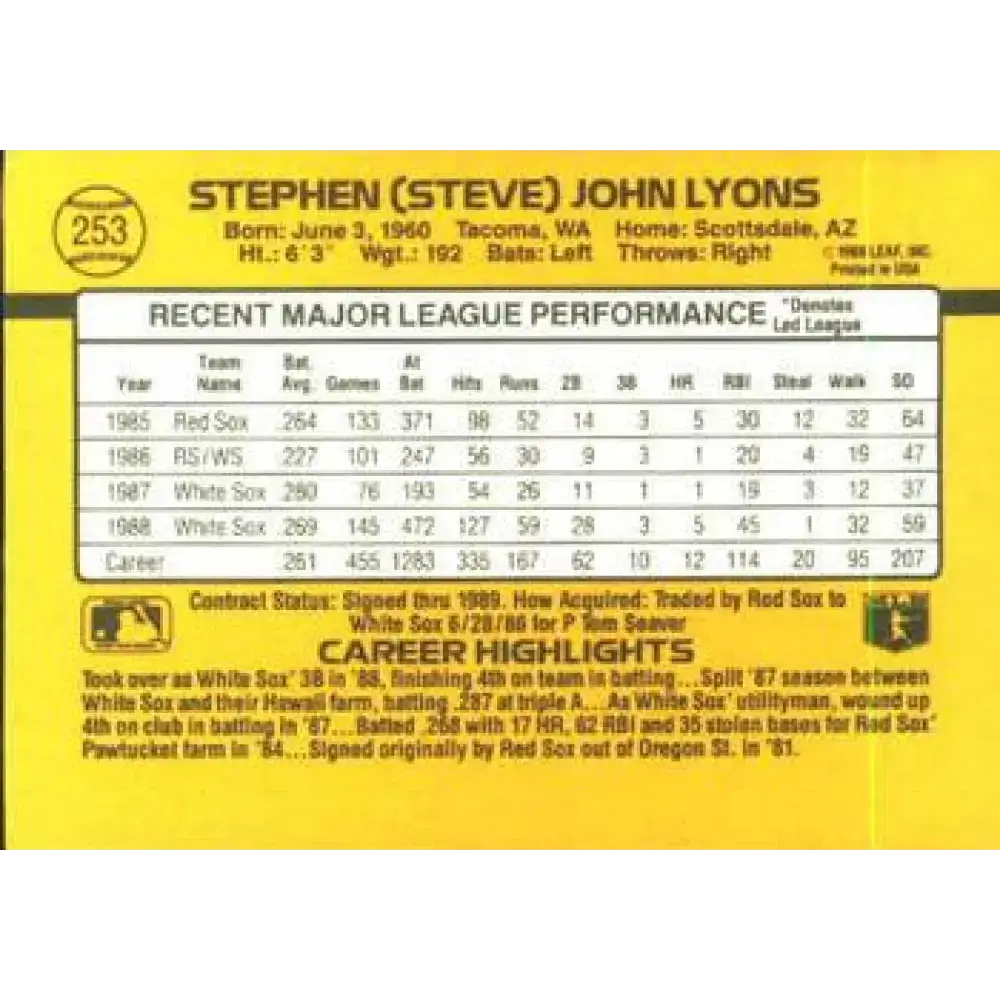 253
STEPHEN (STEVE) JOHN LYONS
Born: June 3, 1960 Tacoma, WA Home: Scottsdale, AZ
Ht.: 6'3" Wgt.: 192 Bats: Left Throws: Right
© 1988 LEAF, INC.
Printed in USA
RECENT MAJOR LEAGUE PERFORMANCE *Denotes Led League
Year Team Name Bat. Avg. Games At Bat Hits Runs 2B 3B HR RBI Steal Walk SO
1985 Red Sox .264 133 371 98 52 14 3 5 30 12 32 64
1986 RS/WS .227 101 247 56 30 9 3 1 20 4 19 47
1987 White Sox .280 76 193 54 26 11 1 1 19 3 12 37
1988 White Sox .269 145 472 127 59 28 3 5 45 1 32 59
Career .261 455 1283 335 167 62 10 12 114 20 95 207
Contract Status: Signed thru 1989. How Acquired: Traded by Red Sox to
White Sox 6/28/86 for P Tom Seaver
CAREER HIGHLIGHTS
Took over as White Sox' 3B in '88, finishing 4th on team in batting...Split '87 season between
White Sox and their Hawaii farm, batting .287 at triple A...As White Sox' utilityman, wound up
4th on club in batting in '87...Batted .268 with 17 HR, 62 RBI and 35 stolen bases for Red Sox'
Pawtucket farm in '84...Signed originally by Red Sox out of Oregon St. in '81.